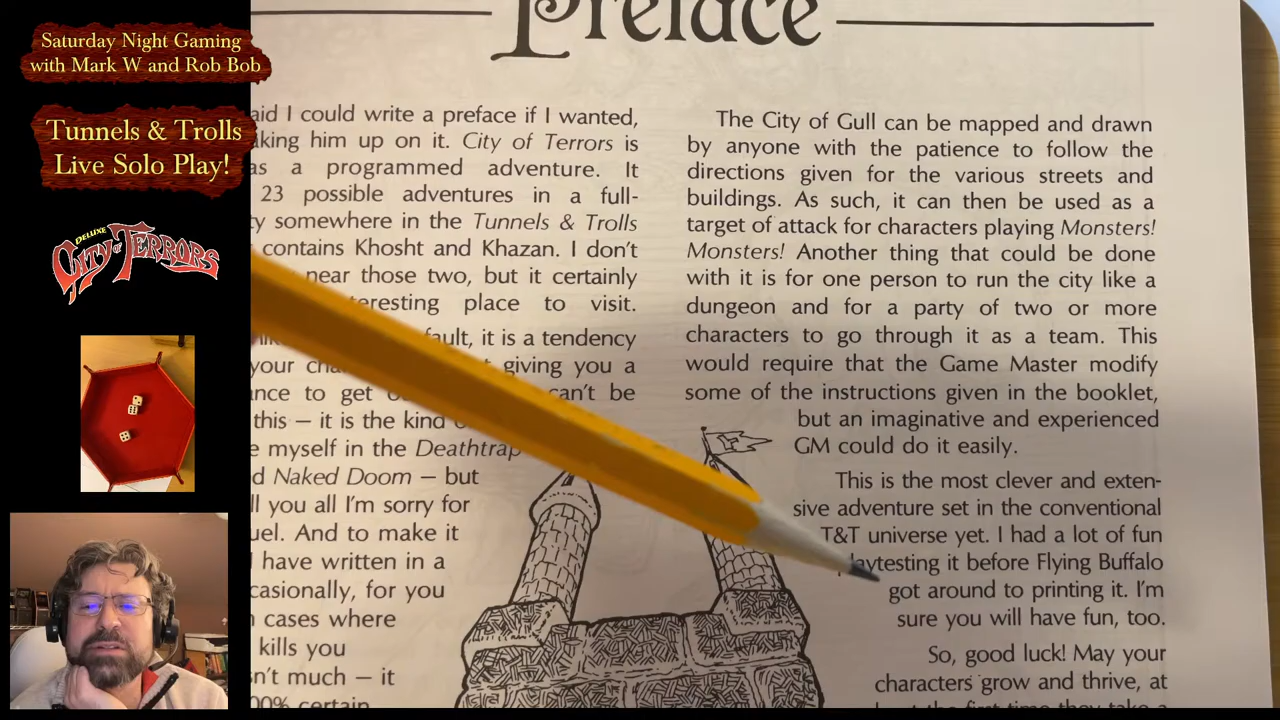 Saturday Night Gaming
with Mark W and Rob Bob
Tunnels & Trolls
Live Solo Play!
DELUXE
CITY OF TERRORS
Preface
I could write a preface if I wanted,
him up on it. City of Terrors is
as a programmed adventure. It
23 possible adventures in a full-
somewhere in the Tunnels & Trolls
contains Khosht and Khazan. I don't
near those two, but it certainly
place to visit.
it is a tendency
your giving you a
to get can't be
this – it is the kind
myself in the Deathtrap
Naked Doom – but
you all I'm sorry for
And to make it
have written in a
for you
cases where
kills you
much – it
certain
The City of Gull can be mapped and drawn
by anyone with the patience to follow the
directions given for the various streets and
buildings. As such, it can then be used as a
target of attack for characters playing Monsters!
Monsters! Another thing that could be done
with it is for one person to run the city like a
dungeon and for a party of two or more
characters to go through it as a team. This
would require that the Game Master modify
some of the instructions given in the booklet,
but an imaginative and experienced
GM could do it easily.
This is the most clever and exten-
sive adventure set in the conventional
T&T universe yet. I had a lot of fun
playtesting it before Flying Buffalo
got around to printing it. I'm
sure you will have fun, too.
So, good luck! May your
characters grow and thrive, at